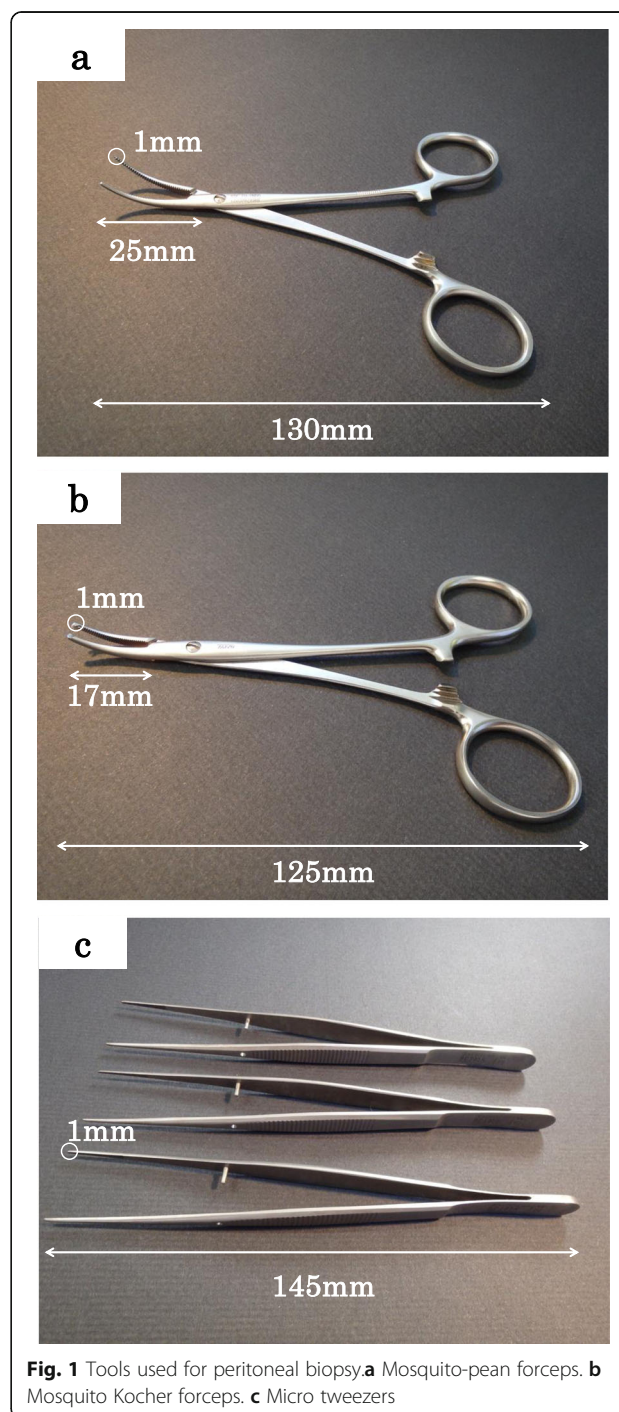 a
1mm
25mm
130mm
b
1mm
17mm
125mm
c
1mm
145mm
Fig. 1 Tools used for peritoneal biopsy.a Mosquito-pean forceps. b
Mosquito Kocher forceps. c Micro tweezers